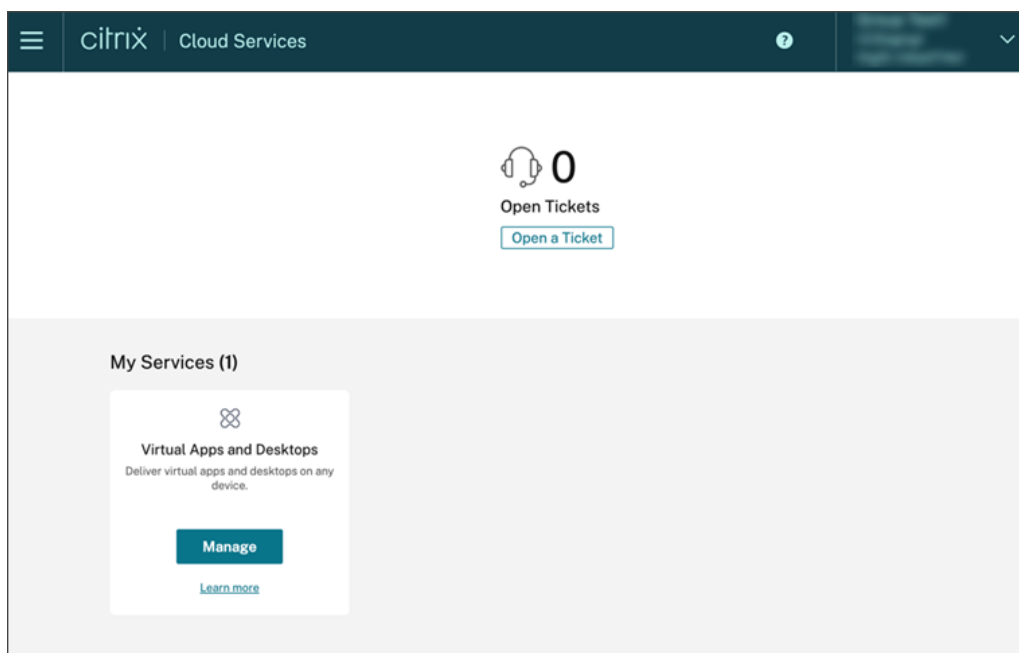 citrix | Cloud Services
0
Open Tickets
Open a Ticket
My Services (1)
Virtual Apps and Desktops
Deliver virtual apps and desktops on any
device.
Manage
Learn more